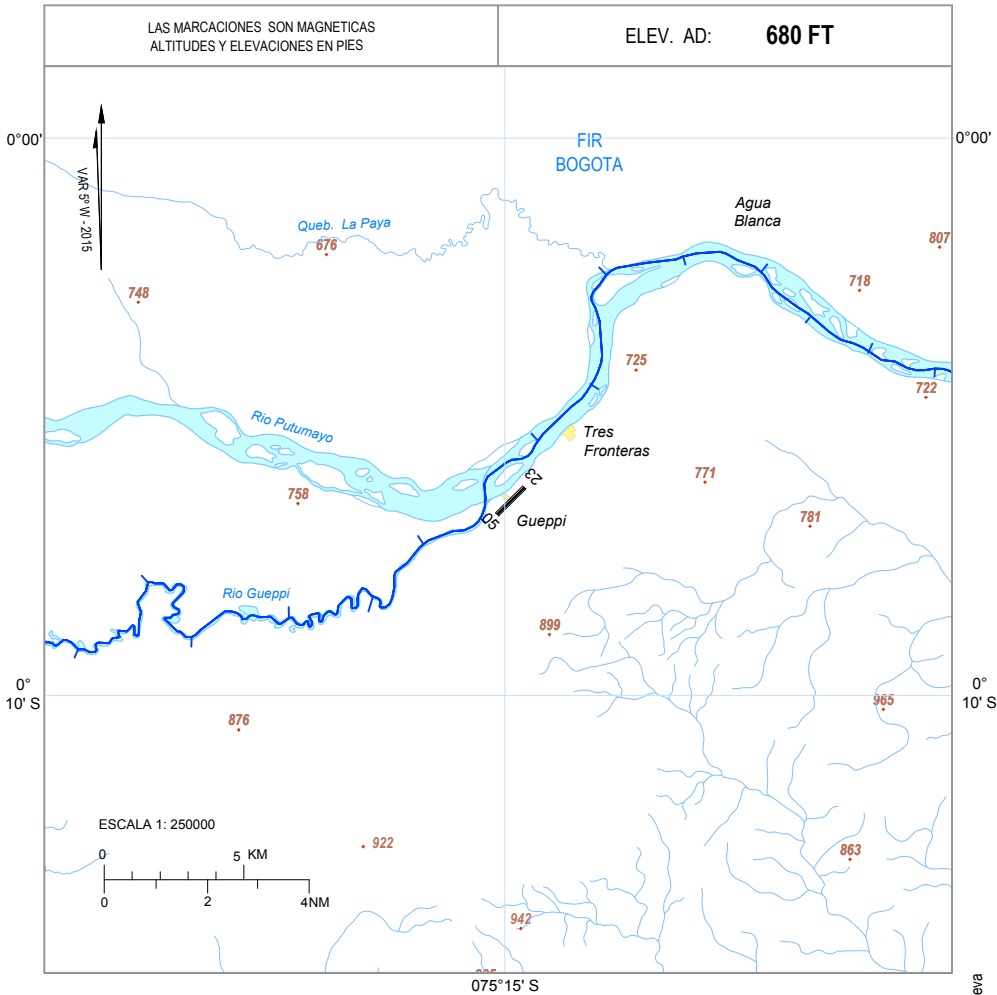 LAS MARCACIONES SON MAGNETICAS
ALTITUDES Y ELEVACIONES EN PIES
ELEV. AD: 680 FT
0°00'
0°00'
VAR 5° W - 2015
FIR
BOGOTA
Queb. La Paya
676
Agua
Blanca
807
748
718
725
722
Rio Putumayo
Tres
Fronteras
771
758
23
05
Gueppi
781
Rio Gueppi
899
0°
10' S
0°
10' S
965
876
ESCALA 1: 250000
0 5 KM
0 2 4NM
922
863
942
075°15' S
eva